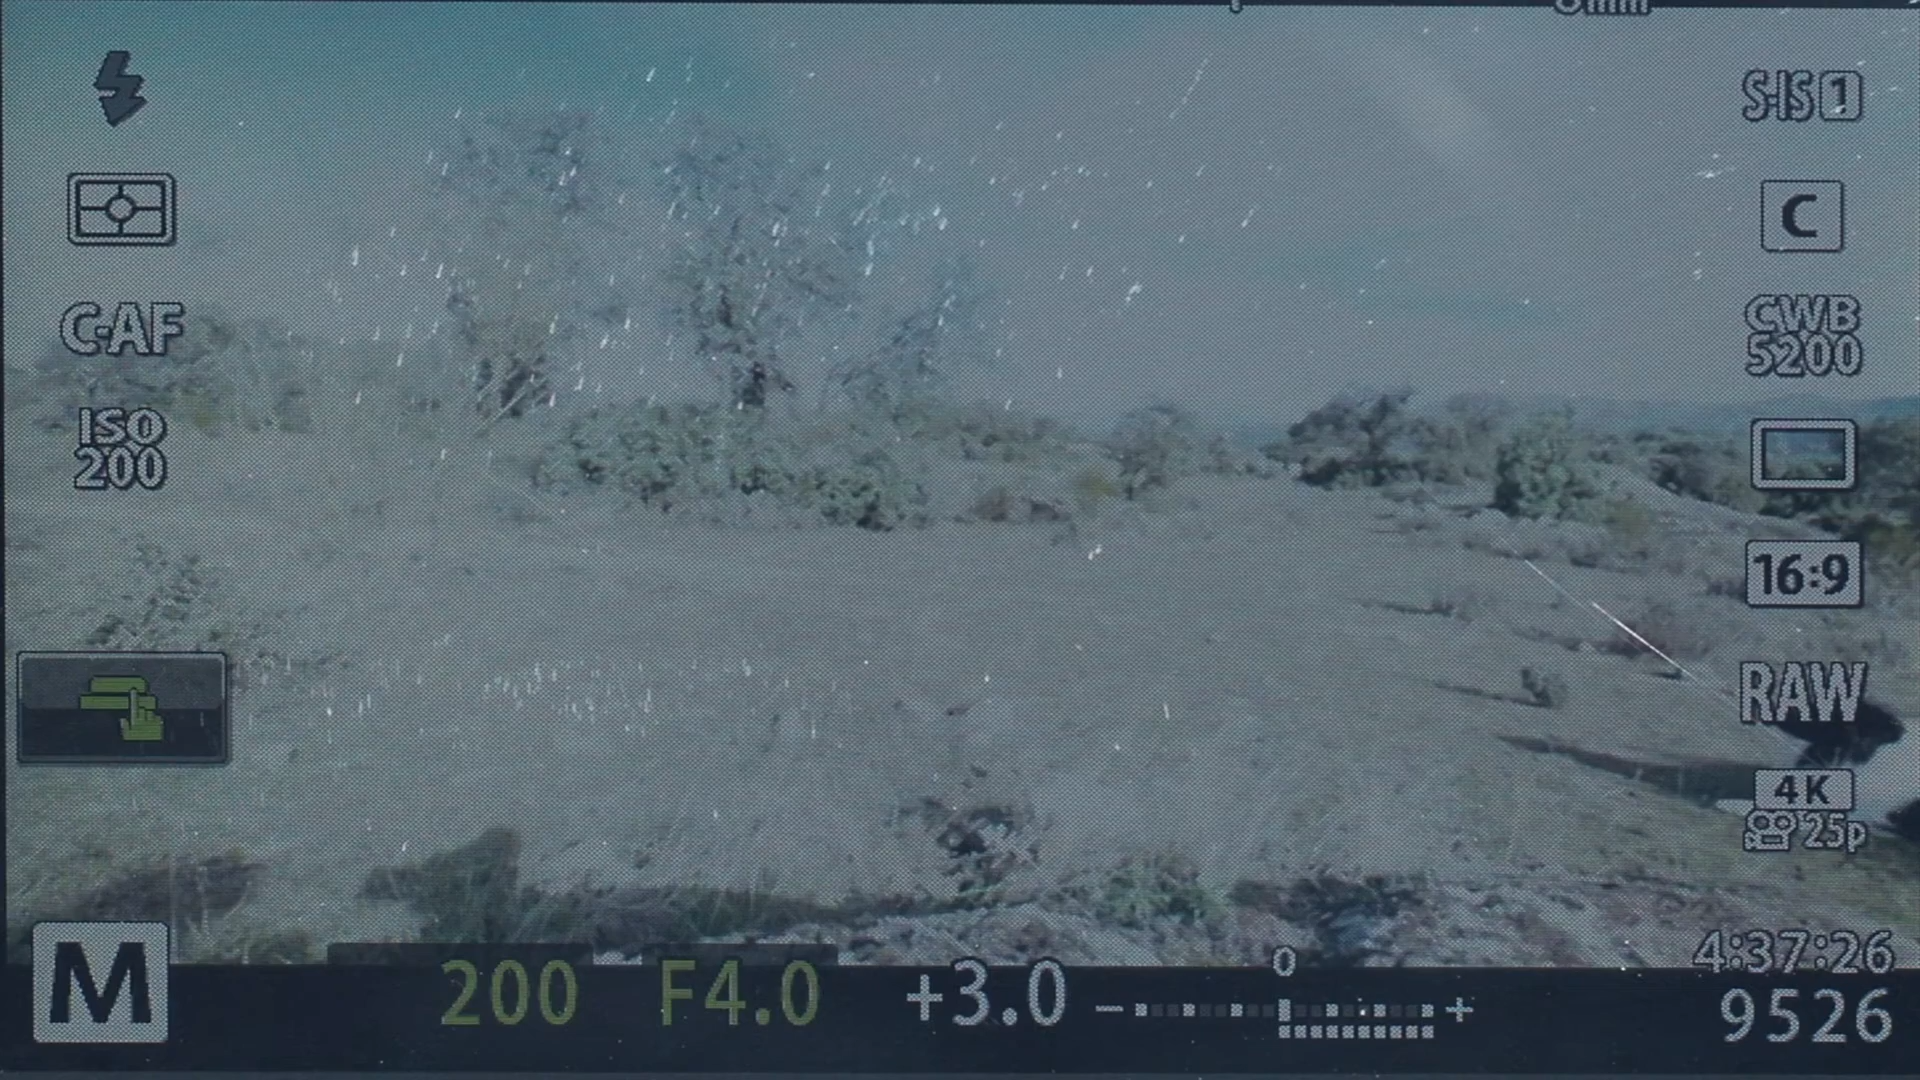 S-IS 1
C
C-AF
CWB
5200
ISO
200
16:9
RAW
4K
25p
4:37:26
M
200
F4.0
+3.0
− 0 +
9526